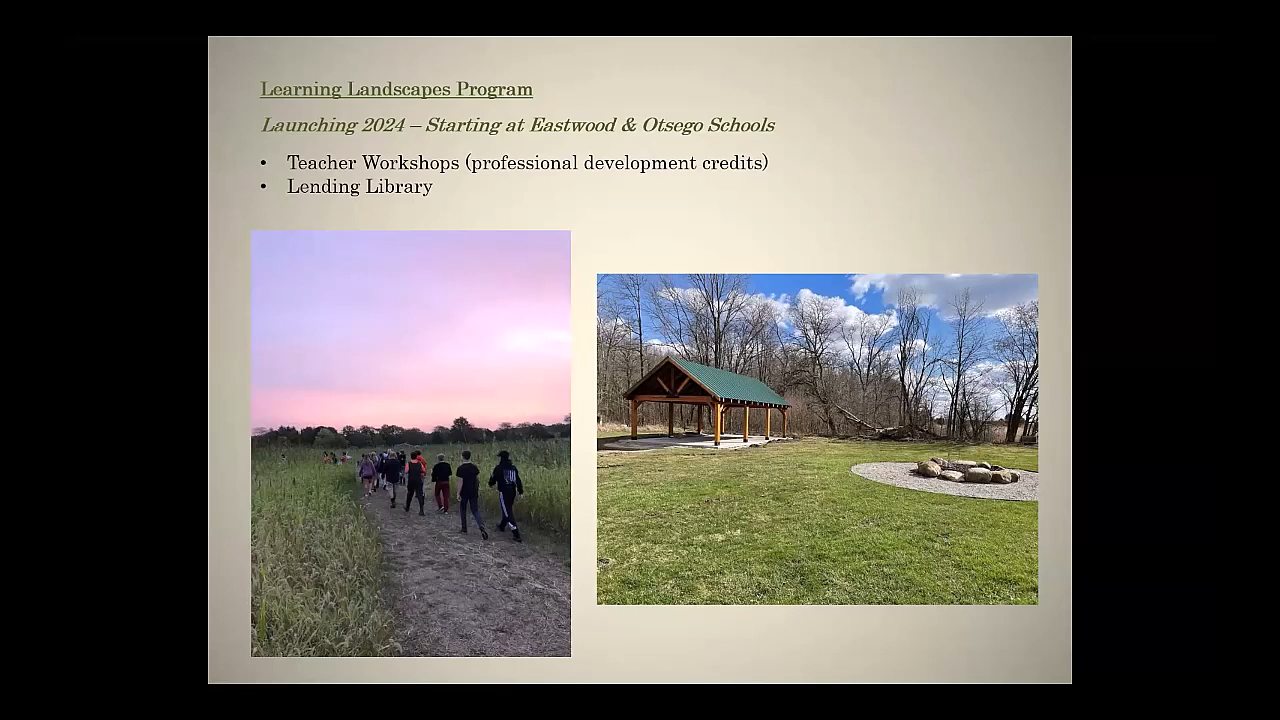 Learning Landscapes Program
Launching 2024 – Starting at Eastwood & Otsego Schools
• Teacher Workshops (professional development credits)
• Lending Library